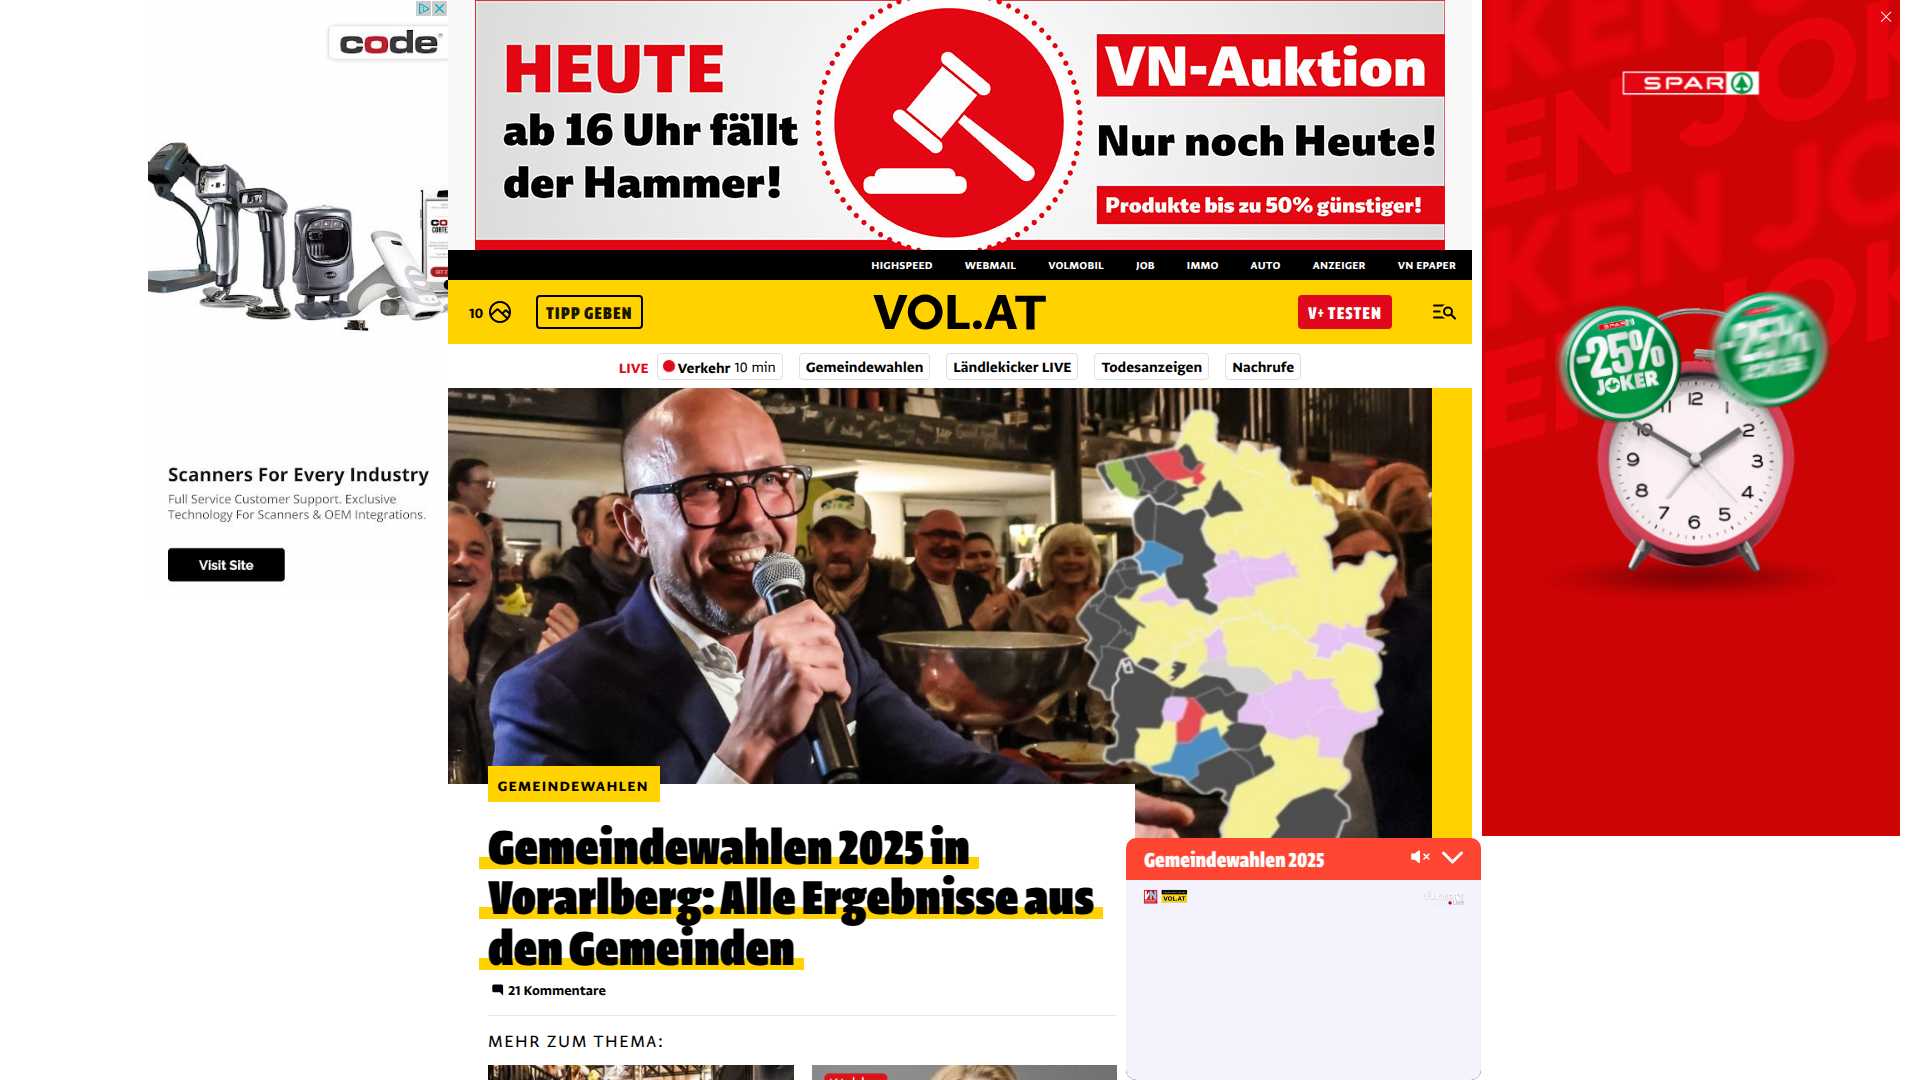 code
Scanners For Every Industry
Full Service Customer Support. Exclusive
Technology For Scanners & OEM Integrations.
Visit Site
HEUTE
ab 16 Uhr fällt
der Hammer!
VN-Auktion
Nur noch Heute!
Produkte bis zu 50% günstiger!
HIGHSPEED WEBMAIL VOLMOBIL JOB IMMO AUTO ANZEIGER VN EPAPER
10 TIPP GEBEN VOL.AT V+ TESTEN
LIVE Verkehr 10 min Gemeindewahlen Ländlekicker LIVE Todesanzeigen Nachrufe
GEMEINDEWAHLEN
Gemeindewahlen 2025 in
Vorarlberg: Alle Ergebnisse aus
den Gemeinden
21 Kommentare
MEHR ZUM THEMA:
Gemeindewahlen 2025
VOL.AT
SPAR
-25%
JOKER
-25%
12
11
10
9
8
7
6
5
4
3
2